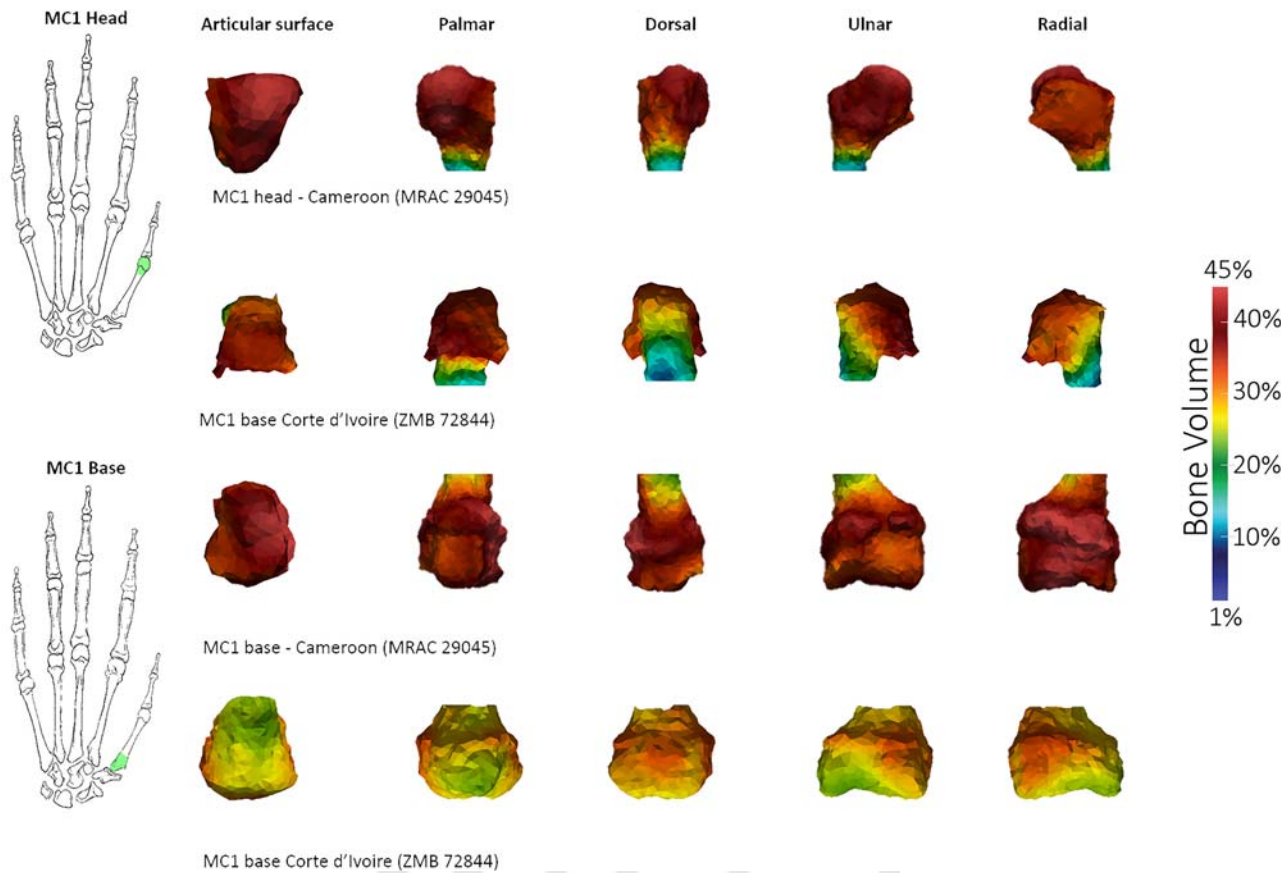 MC1 Head
Articular surface Palmar Dorsal Ulnar Radial
MC1 head - Cameroon (MRAC 29045)
MC1 base Corte d’Ivoire (ZMB 72844)
MC1 Base
MC1 base - Cameroon (MRAC 29045)
MC1 base Corte d’Ivoire (ZMB 72844)
45%
40%
30%
20%
10%
1%
Bone Volume